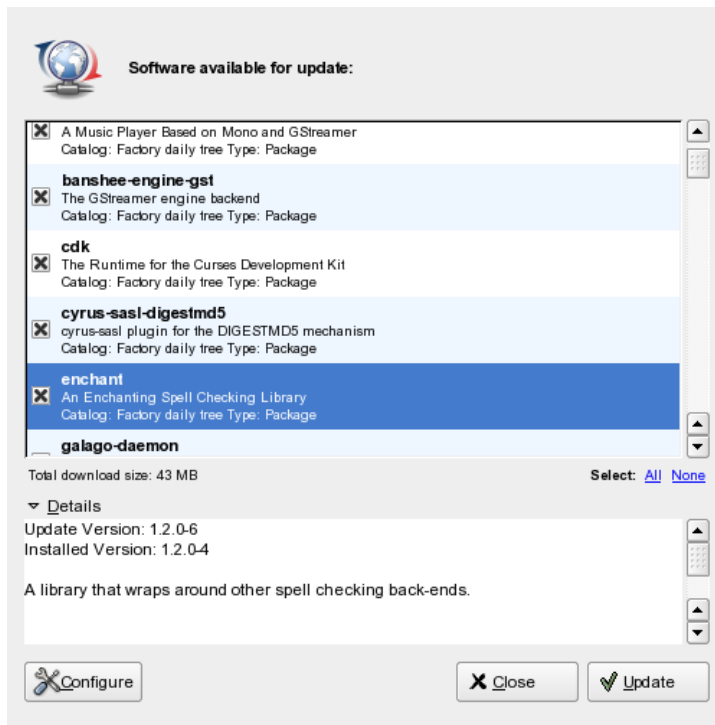 Software available for update:
A Music Player Based on Mono and GStreamer
Catalog: Factory daily tree Type: Package
banshee-engine-gst
The GStreamer engine backend
Catalog: Factory daily tree Type: Package
cdk
The Runtime for the Curses Development Kit
Catalog: Factory daily tree Type: Package
cyrus-sasl-digestmd5
cyrus-sasl plugin for the DIGESTMD5 mechanism
Catalog: Factory daily tree Type: Package
enchant
An Enchanting Spell Checking Library
Catalog: Factory daily tree Type: Package
galago-daemon
Total download size: 43 MB Select: All None
Details
Update Version: 1.2.0-6
Installed Version: 1.2.0-4
A library that wraps around other spell checking back-ends.
Configure Close Update